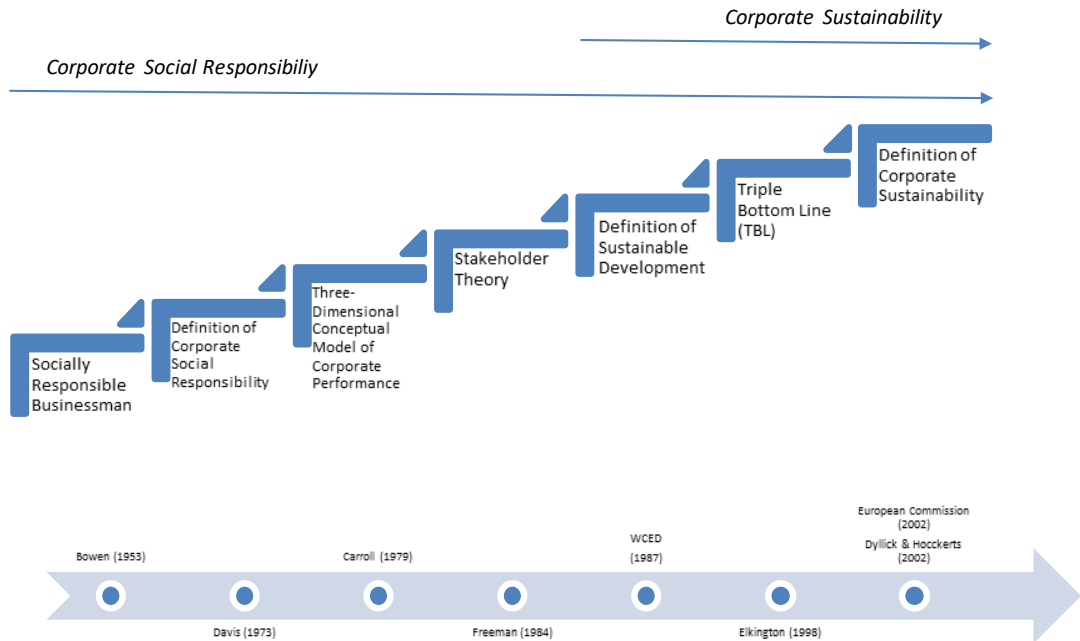 Corporate Sustainability
Corporate Social Responsibiliy
Definition of
Corporate
Sustainability
Triple
Bottom Line
(TBL)
Definition of
Sustainable
Development
Stakeholder
Theory
Three-
Dimensional
Conceptual
Model of
Corporate
Performance
Definition of
Corporate
Social
Responsibility
Socially
Responsible
Businessman
Bowen (1953)
Davis (1973)
Carroll (1979)
Freeman (1984)
WCED
(1987)
Elkington (1998)
European Commission
(2002)
Dyllick & Hocckerts
(2002)